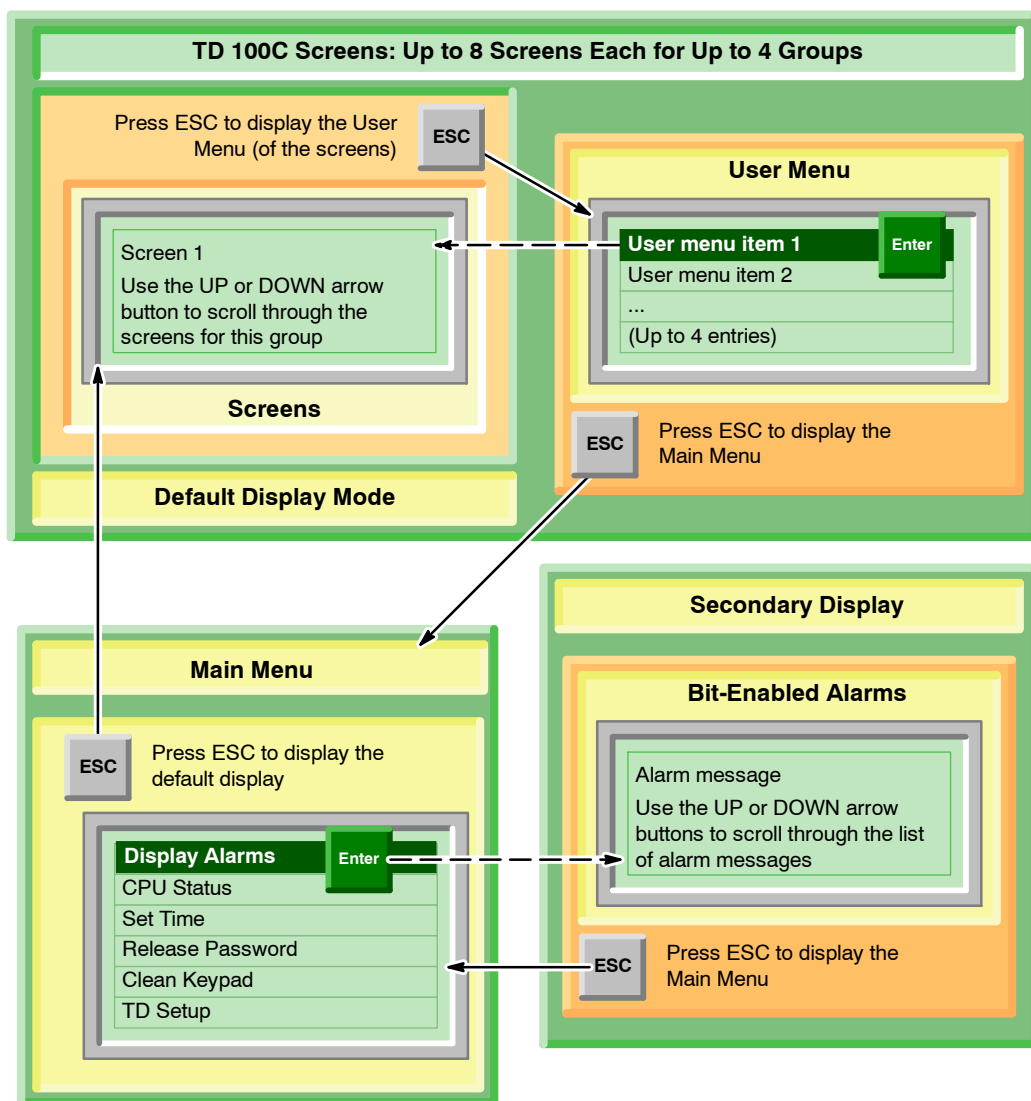 TD 100C Screens: Up to 8 Screens Each for Up to 4 Groups
Press ESC to display the User
Menu (of the screens)
ESC
Screen 1
Use the UP or DOWN arrow
button to scroll through the
screens for this group
Screens
Default Display Mode
User Menu
User menu item 1
Enter
User menu item 2
...
(Up to 4 entries)
ESC
Press ESC to display the
Main Menu
Main Menu
ESC
Press ESC to display the
default display
Display Alarms
Enter
CPU Status
Set Time
Release Password
Clean Keypad
TD Setup
Secondary Display
Bit-Enabled Alarms
Alarm message
Use the UP or DOWN arrow
buttons to scroll through the list
of alarm messages
ESC
Press ESC to display the
Main Menu